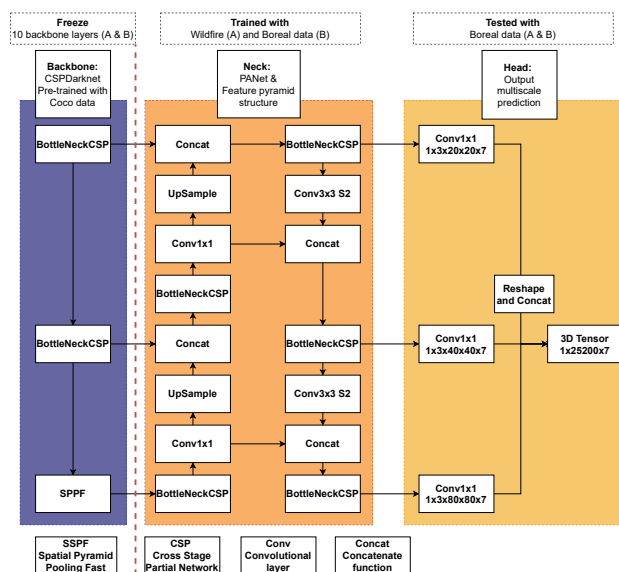 Freeze
10 backbone layers (A & B)
Trained with
Wildfire (A) and Boreal data (B)
Tested with
Boreal data (A & B)
Backbone:
CSPDarknet
Pre-trained with
Coco data
Neck:
PANet &
Feature pyramid
structure
Head:
Output
multiscale
prediction
BottleNeckCSP
BottleNeckCSP
SPPF
Concat
UpSample
Conv1x1
BottleNeckCSP
Concat
UpSample
Conv1x1
BottleNeckCSP
BottleNeckCSP
Conv3x3 S2
Concat
BottleNeckCSP
Conv3x3 S2
Concat
BottleNeckCSP
Conv1x1
1x3x20x20x7
Reshape
and Concat
Conv1x1
1x3x40x40x7
3D Tensor
1x25200x7
Conv1x1
1x3x80x80x7
SSPF
Spatial Pyramid
Pooling Fast
CSP
Cross Stage
Partial Network
Conv
Convolutional
layer
Concat
Concatenate
function